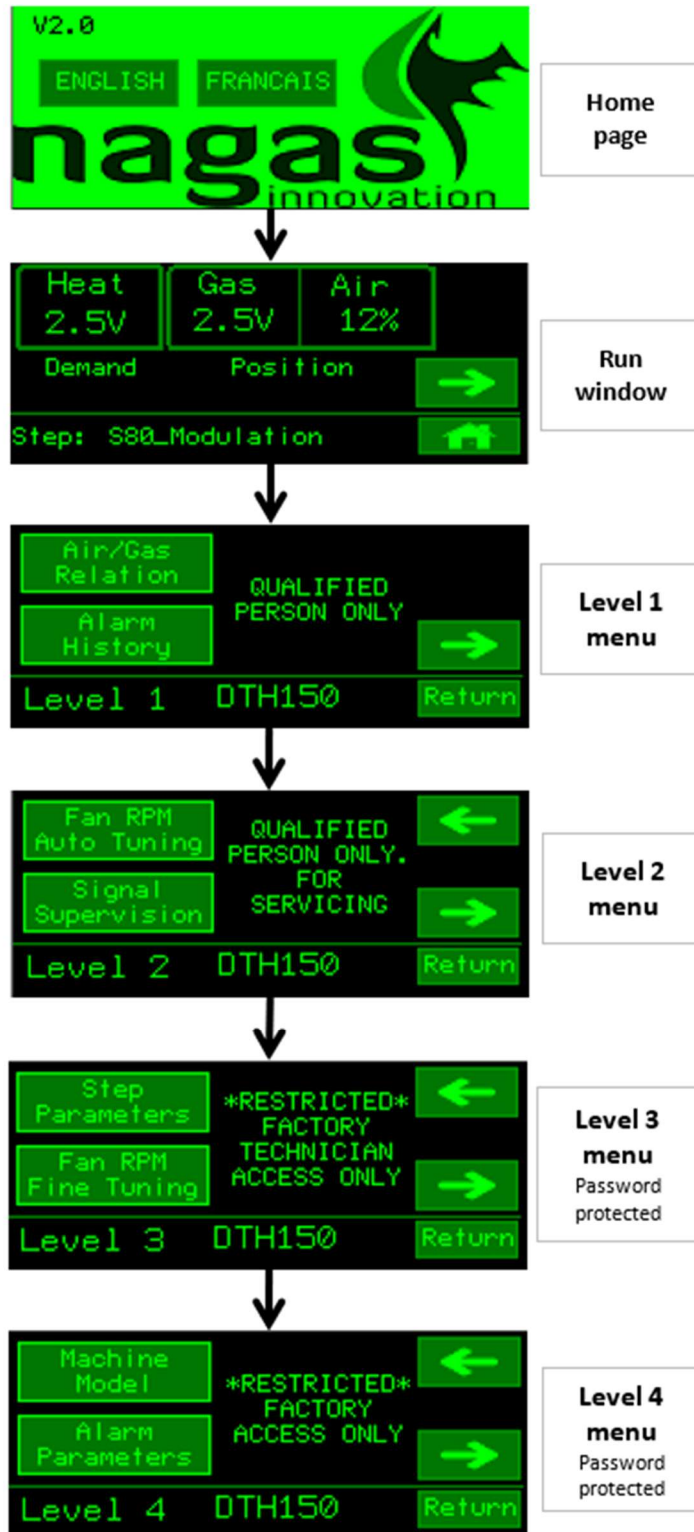 V2.0
ENGLISH FRANCAIS
nagas
innovation
Home
page
Heat Gas Air
2.5V 2.5V 12%
Demand Position
Step: S80_Modulation
Run
window
Air/Gas
Relation
Alarm
History
QUALIFIED
PERSON ONLY
Level 1 DTH150 Return
Level 1
menu
Fan RPM
Auto Tuning
Signal
Supervision
QUALIFIED
PERSON ONLY.
FOR
SERVICING
Level 2 DTH150 Return
Level 2
menu
Step
Parameters
Fan RPM
Fine Tuning
*RESTRICTED*
FACTORY
TECHNICIAN
ACCESS ONLY
Level 3 DTH150 Return
Level 3
menu
Password
protected
Machine
Model
Alarm
Parameters
*RESTRICTED*
FACTORY
ACCESS ONLY
Level 4 DTH150 Return
Level 4
menu
Password
protected